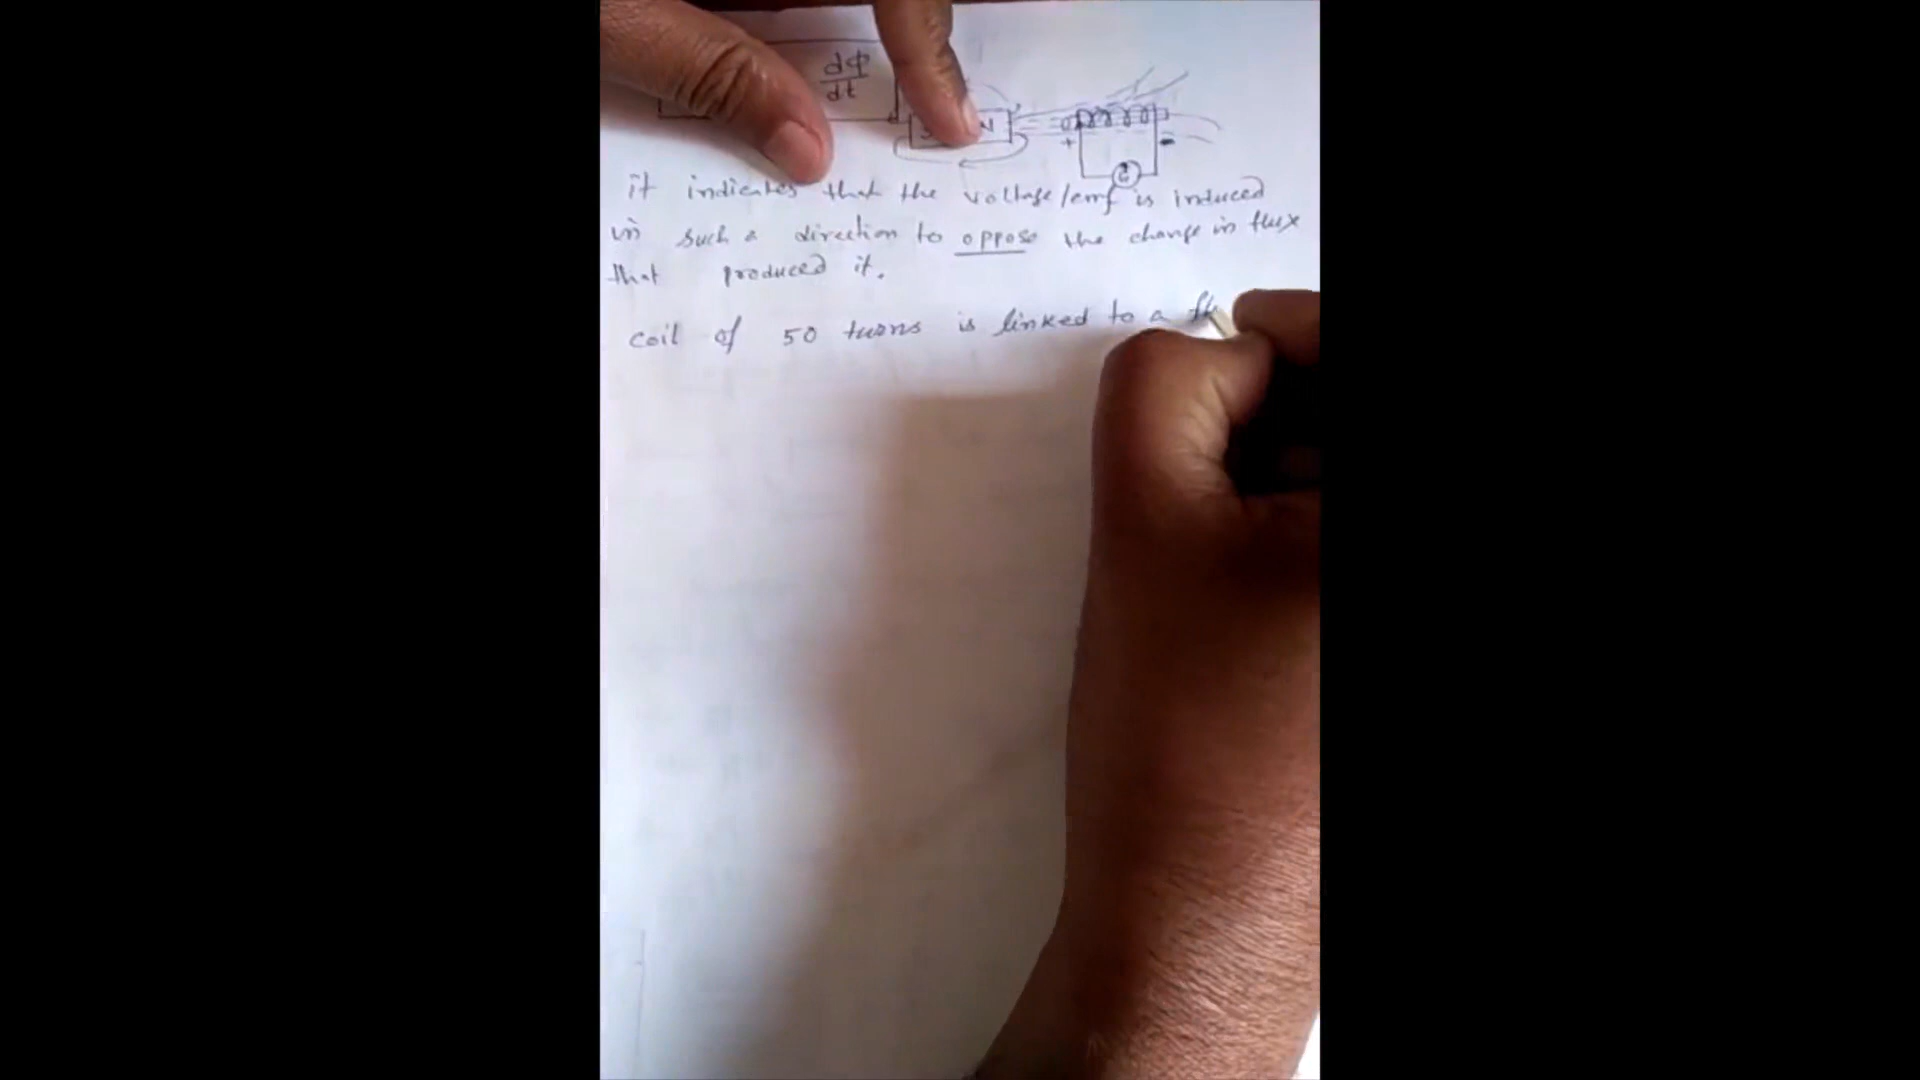 dΦ
dt
N
+ -
G
it indicates that the voltage/emf is induced
in such a direction to oppose the change in flux
that produced it.
coil of 50 turns is linked to a